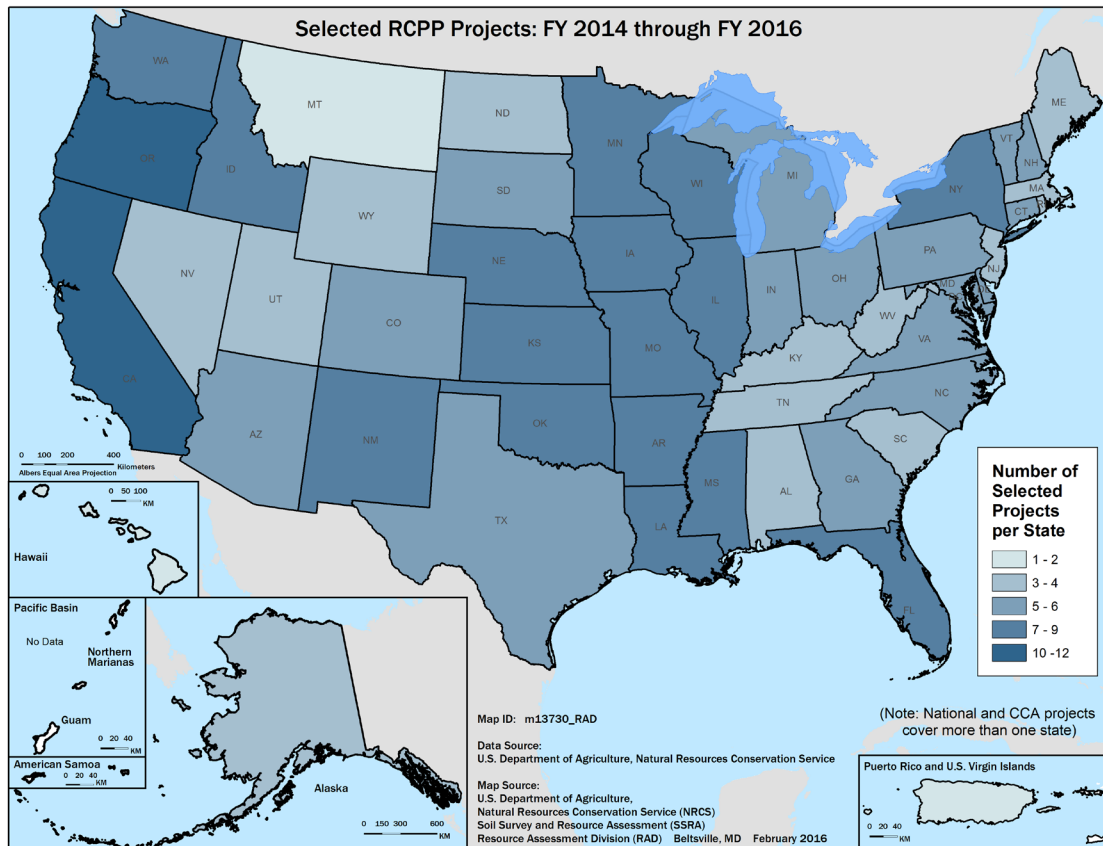 Selected RCPP Projects: FY 2014 through FY 2016
WA
MT
ND
MN
ME
OR
ID
SD
WI
MI
VT
NH
NY
MA
CT
RI
WY
NE
IA
PA
NJ
NV
UT
CO
KS
MO
IL
IN
OH
MD
DC
DE
WV
VA
KY
CA
AZ
NM
OK
AR
TN
NC
SC
TX
LA
MS
AL
GA
FL
0 100 200 400
Kilometers
Albers Equal Area Projection
0 50 100
KM
Hawaii
Pacific Basin
No Data
Northern
Marianas
Guam
0 20 40
KM
American Samoa
0 20 40
KM
Alaska
0 150 300 600
KM
Number of
Selected
Projects
per State
1 - 2
3 - 4
5 - 6
7 - 9
10 -12
(Note: National and CCA projects
cover more than one state)
Map ID: m13730_RAD
Data Source:
U.S. Department of Agriculture, Natural Resources Conservation Service
Map Source:
U.S. Department of Agriculture,
Natural Resources Conservation Service (NRCS)
Soil Survey and Resource Assessment (SSRA)
Resource Assessment Division (RAD) Beltsville, MD February 2016
Puerto Rico and U.S. Virgin Islands
0 20 40
KM